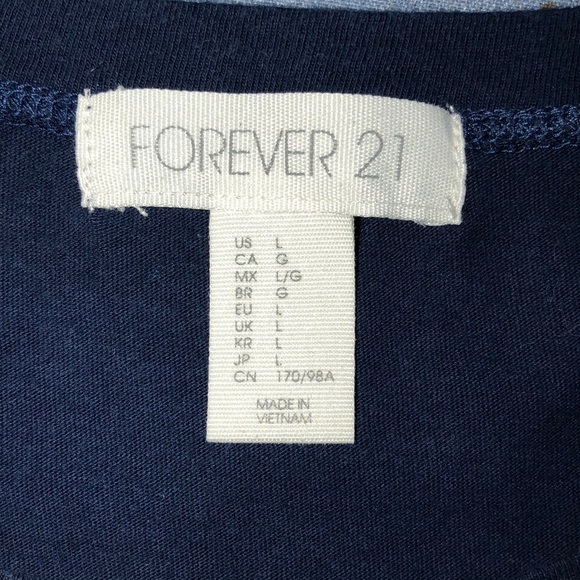 FOREVER 21
US L
CA G
MX L/G
BR G
EU L
UK L
KR L
JP L
CN 170/98A
MADE IN
VIETNAM